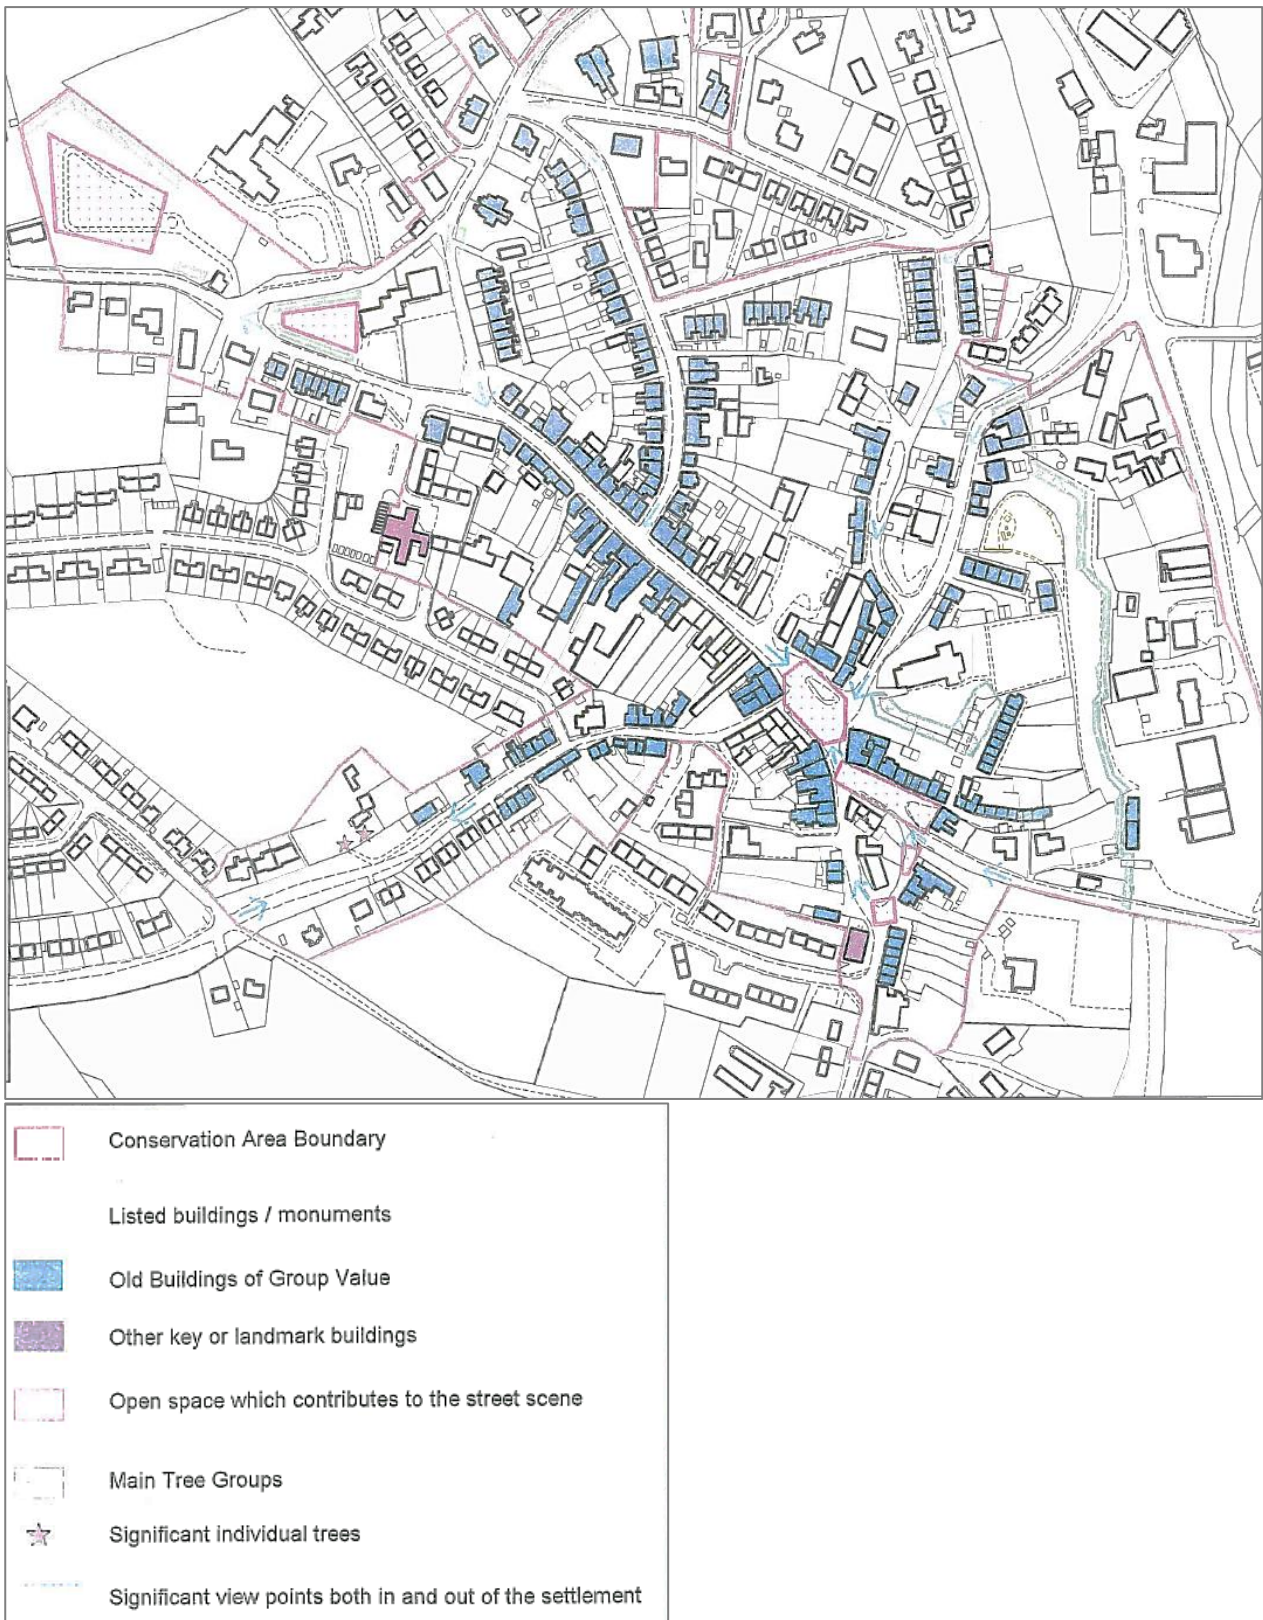 Conservation Area Boundary
Listed buildings / monuments
Old Buildings of Group Value
Other key or landmark buildings
Open space which contributes to the street scene
Main Tree Groups
Significant individual trees
Significant view points both in and out of the settlement